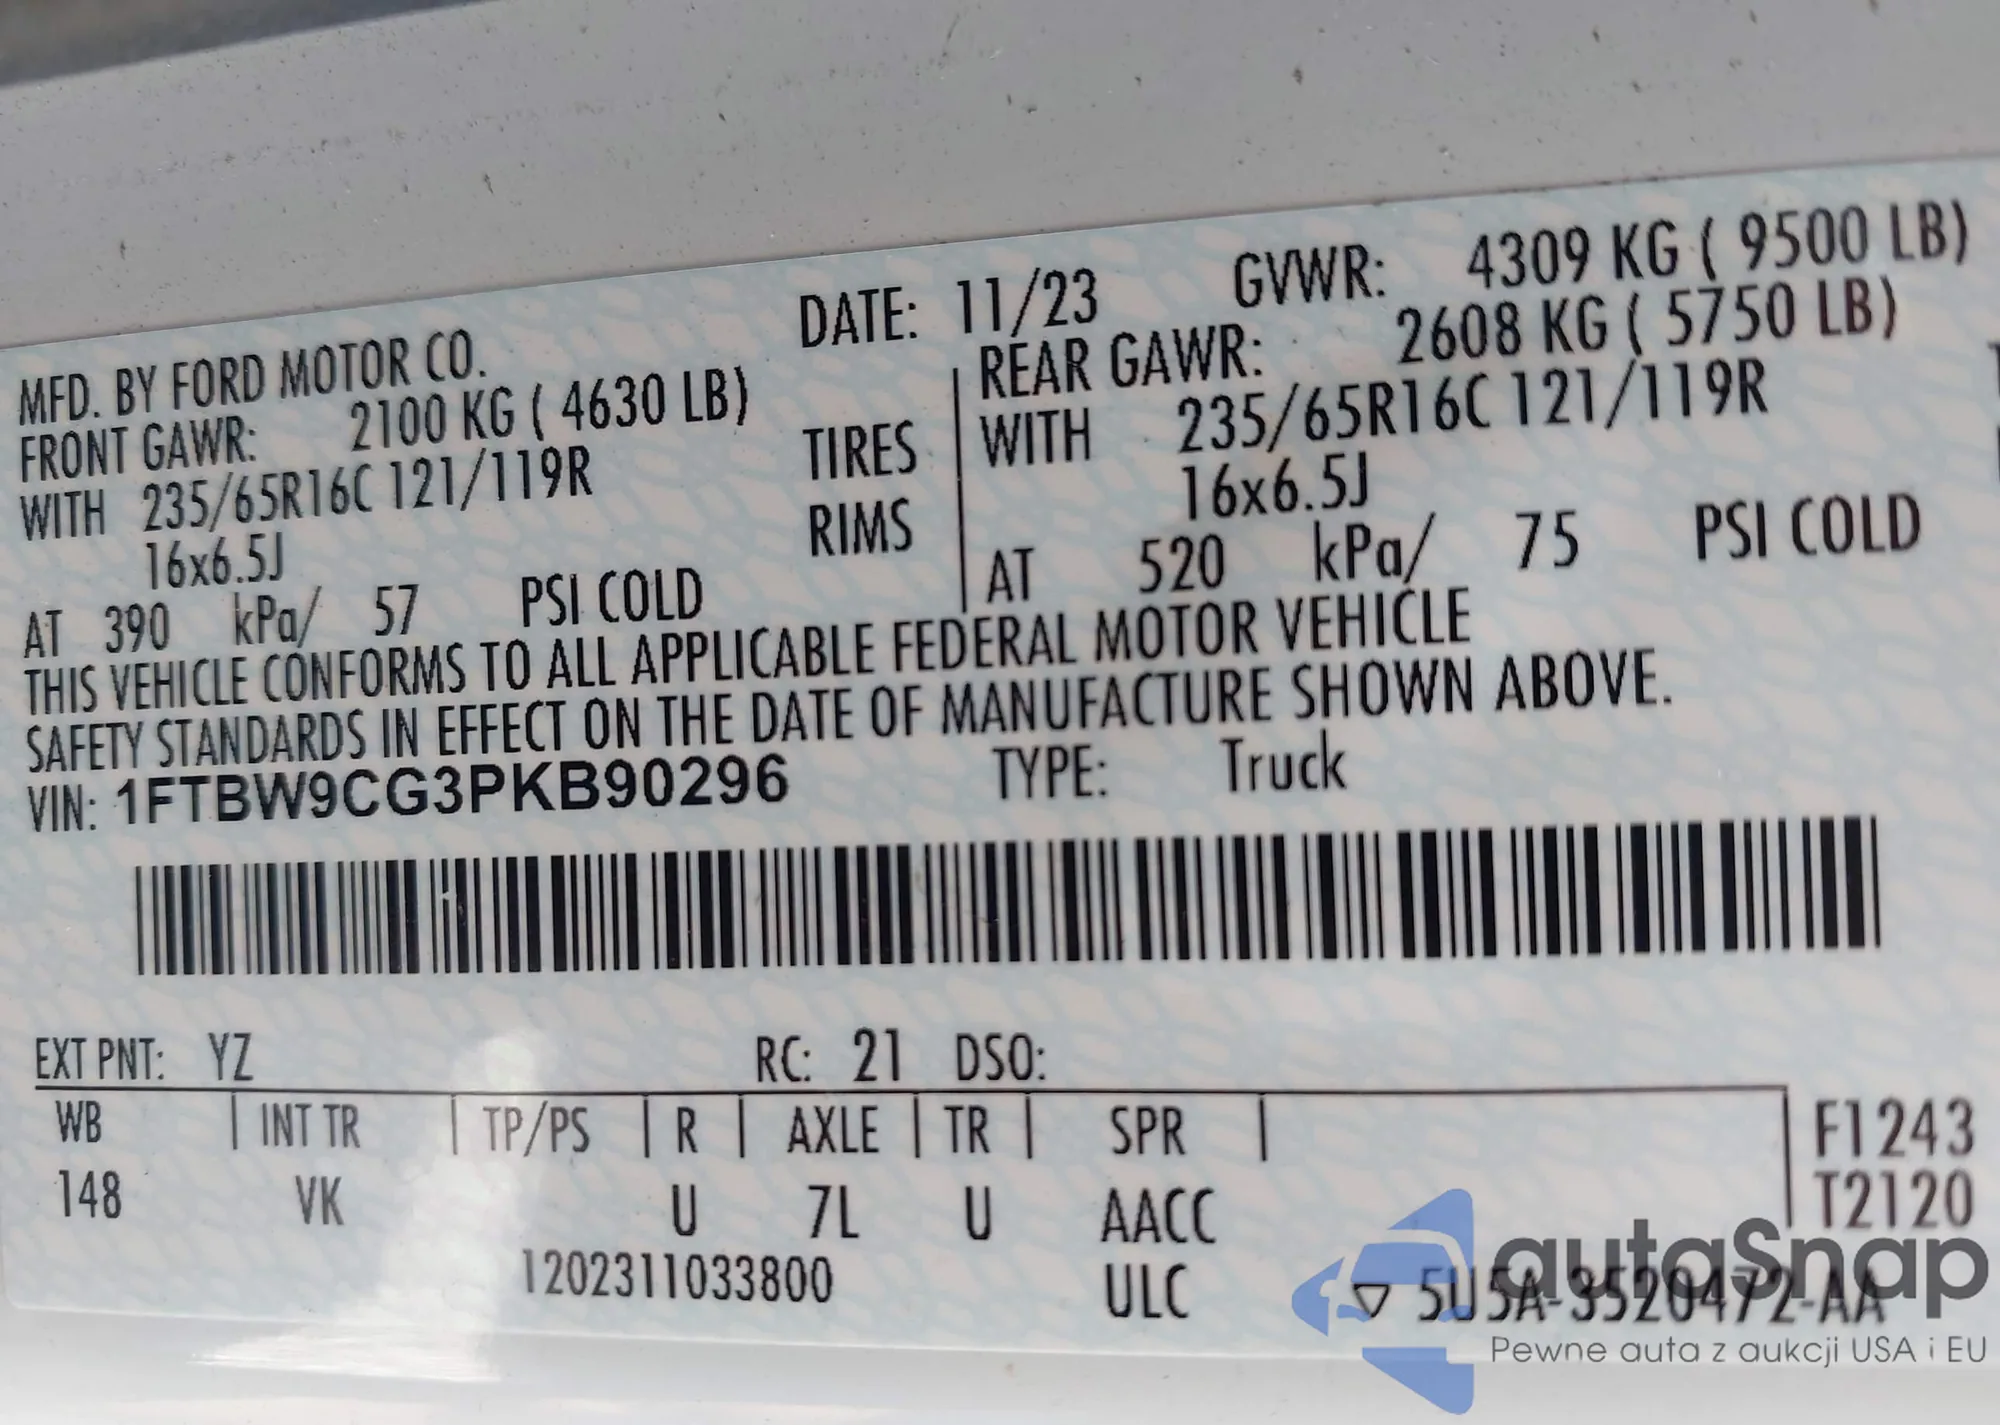 MFD. BY FORD MOTOR CO.
DATE: 11/23
GVWR: 4309 KG ( 9500 LB)
FRONT GAWR: 2100 KG ( 4630 LB)
WITH 235/65R16C 121/119R TIRES
16x6.5J RIMS
AT 390 kPa/ 57 PSI COLD
REAR GAWR: 2608 KG ( 5750 LB)
WITH 235/65R16C 121/119R
16x6.5J
AT 520 kPa/ 75 PSI COLD
THIS VEHICLE CONFORMS TO ALL APPLICABLE FEDERAL MOTOR VEHICLE
SAFETY STANDARDS IN EFFECT ON THE DATE OF MANUFACTURE SHOWN ABOVE.
VIN: 1FTBW9CG3PKB90296 TYPE: Truck
EXT PNT: YZ RC: 21 DSO:
WB | INT TR | TP/PS | R | AXLE | TR | SPR |
148 VK U 7L U AACC
1202311033800 ULC
F1243
T2120
5U5A-3520472-AA
autoSnap
Pewne auta z aukcji USA i EU